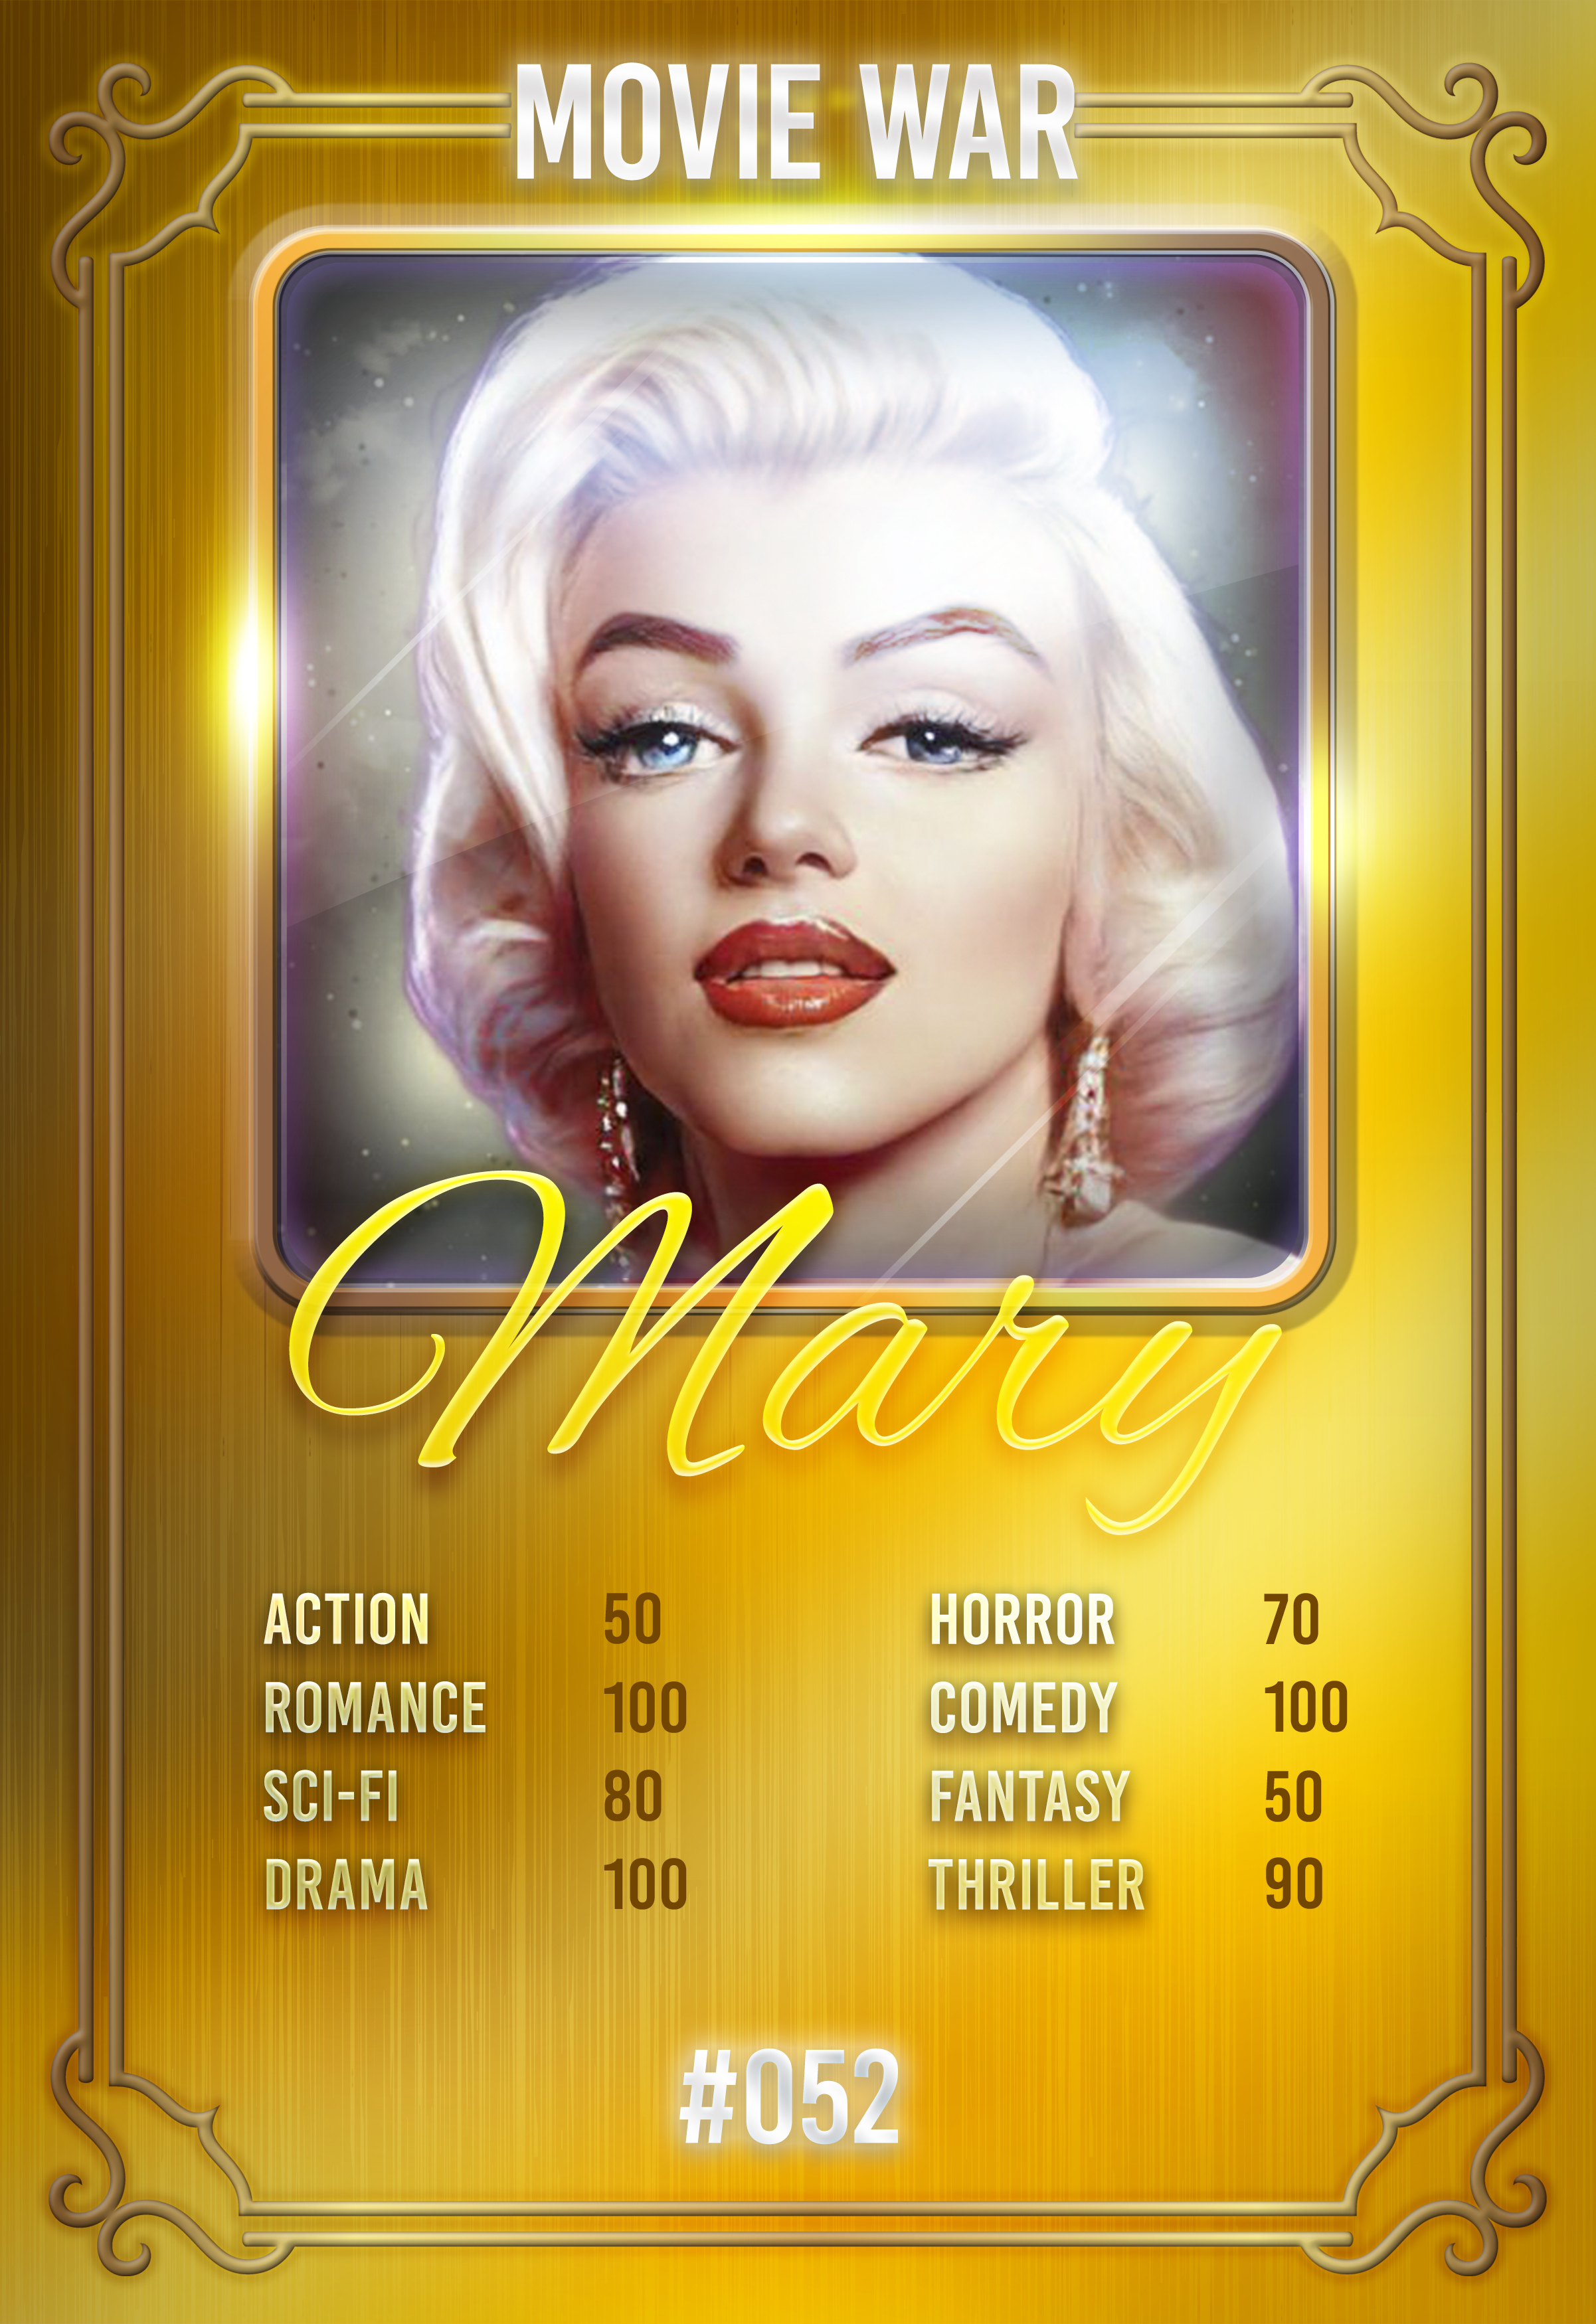 MOVIE WAR
Mary
ACTION 50 HORROR 70
ROMANCE 100 COMEDY 100
SCI-FI 80 FANTASY 50
DRAMA 100 THRILLER 90
#052